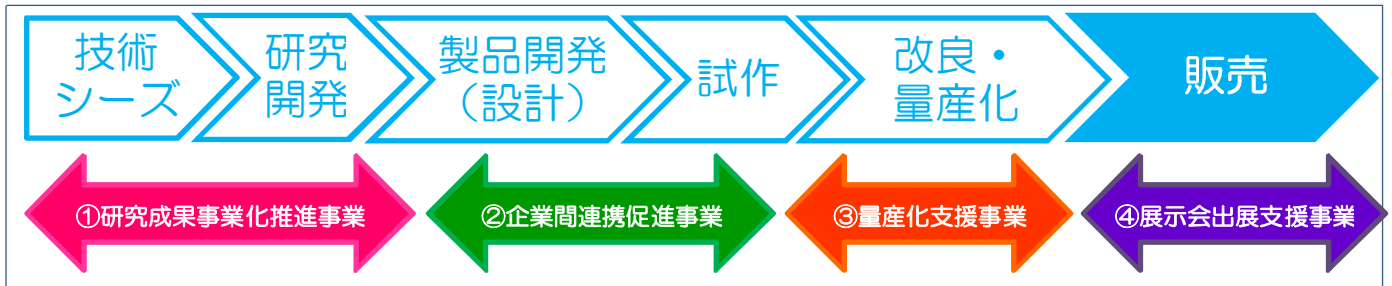 技術
シーズ
研究
開発
製品開発
（設計）
試作
改良・
量産化
販売
①研究成果事業化推進事業
②企業間連携促進事業
③量産化支援事業
④展示会出展支援事業